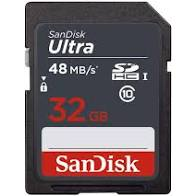 SanDisk
Ultra
48 MB/s* SDHC I
10
32 GB
SanDisk